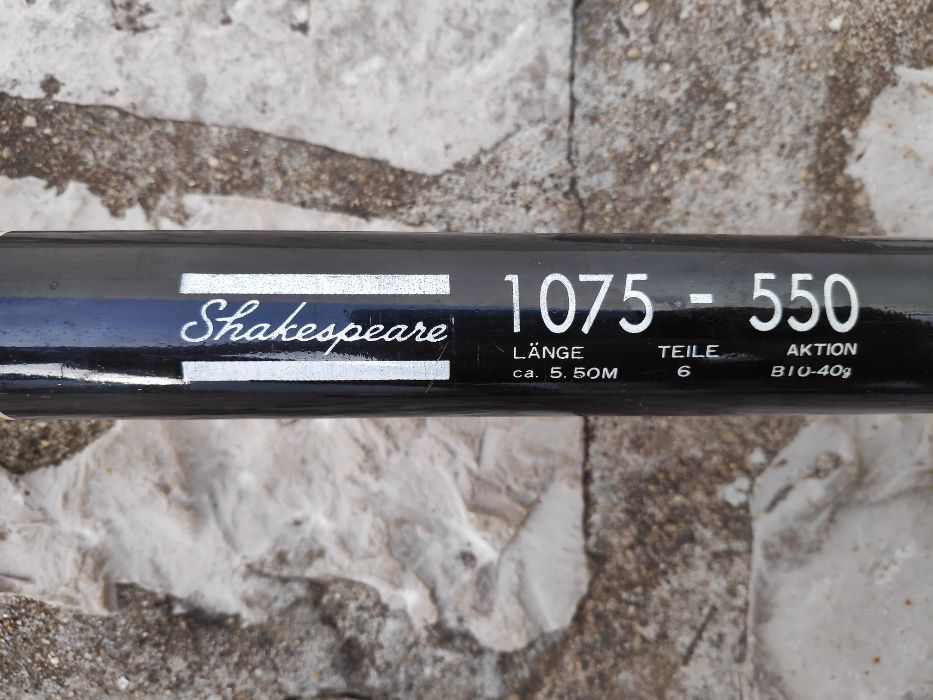 Shakespeare
1075 - 550
LÄNGE TEILE AKTION
ca. 5.50M 6 B10-40g